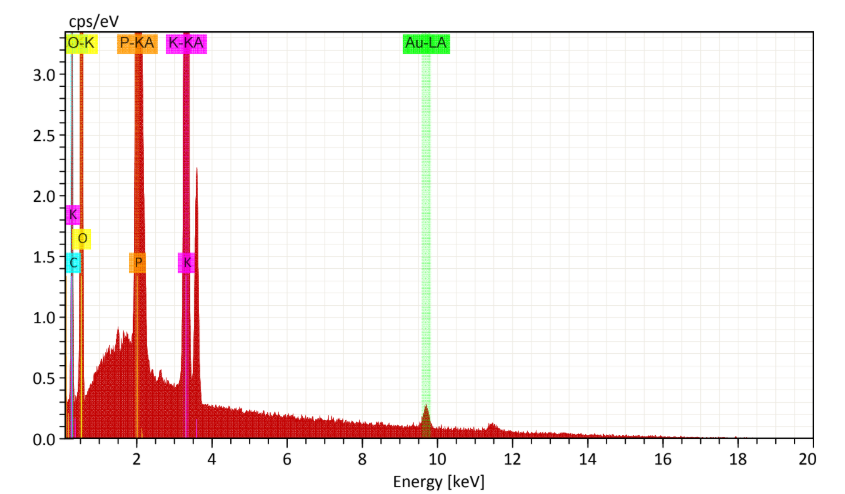 cps/eV
O-K P-KA K-KA Au-LA
3.0
2.5
2.0
K
O
1.5
C P K
1.0
0.5
0.0
2 4 6 8 10 12 14 16 18 20
Energy [keV]